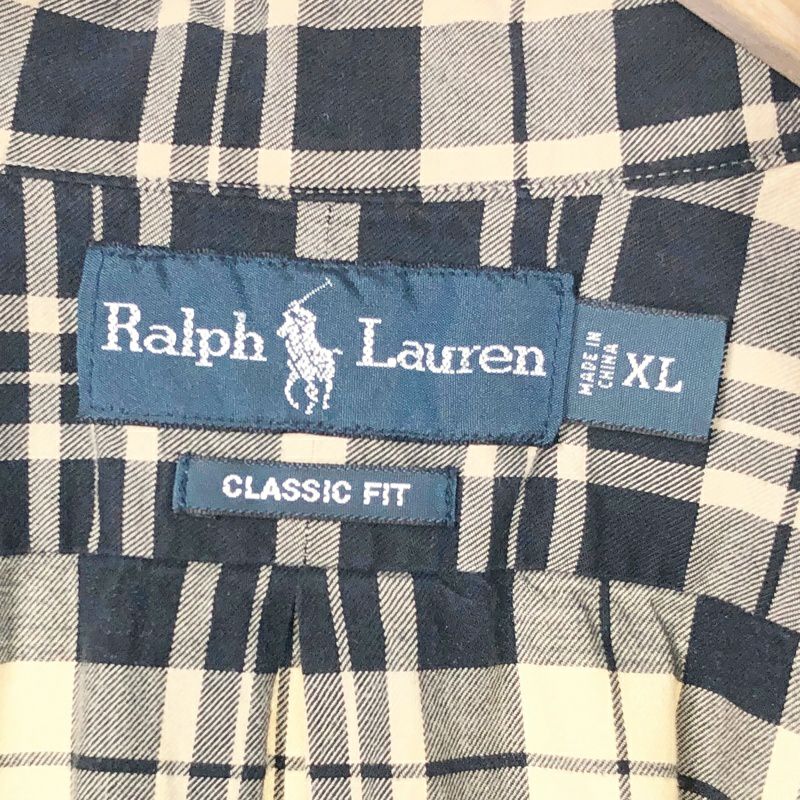 Ralph Lauren
MADE IN
CHINA
XL
CLASSIC FIT